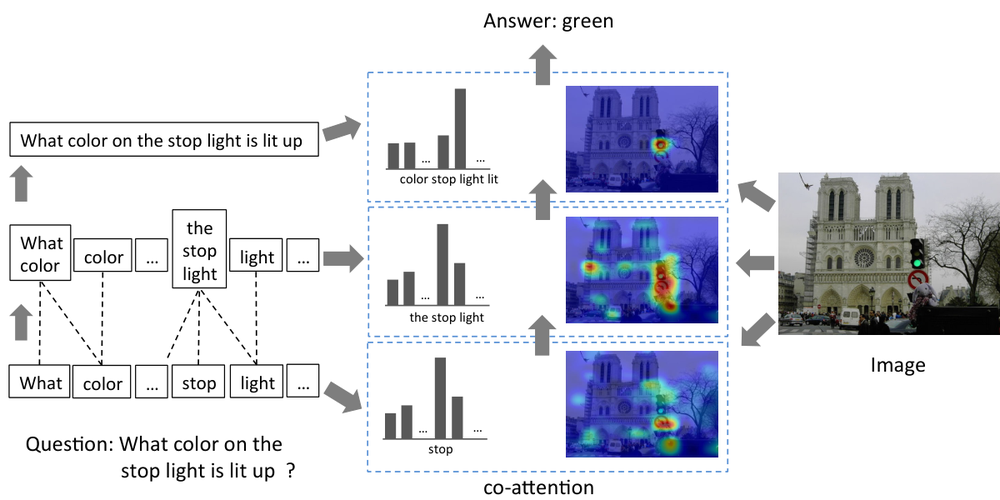 Answer: green
What color on the stop light is lit up
... ...
color stop light lit
What
color
color
...
the
stop
light
light
...
... ...
the stop light
What
color
...
stop
light
...
... ...
stop
Image
Question: What color on the
stop light is lit up ?
co-attention